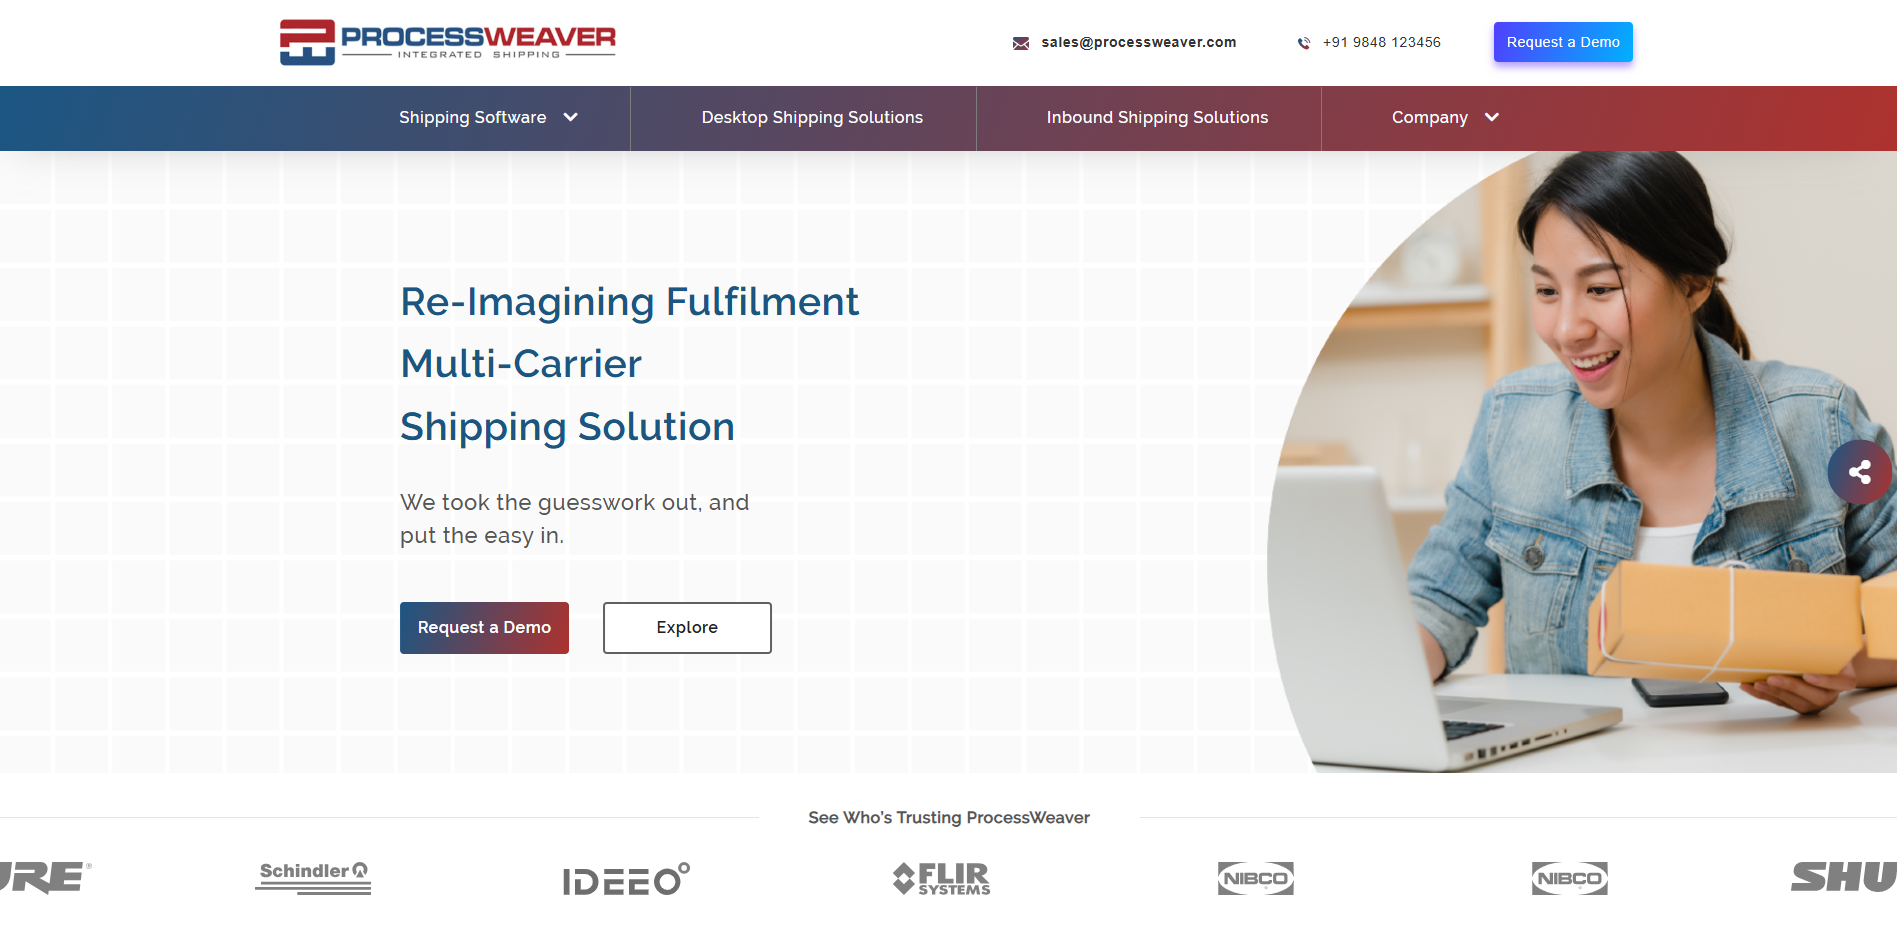 PROCESSWEAVER
INTEGRATED SHIPPING
sales@processweaver.com
+91 9848 123456
Request a Demo
Shipping Software
Desktop Shipping Solutions
Inbound Shipping Solutions
Company
Re-Imagining Fulfilment
Multi-Carrier
Shipping Solution
We took the guesswork out, and
put the easy in.
Request a Demo
Explore
See Who's Trusting ProcessWeaver
URE®
Schindler
IDEEO
FLIR
SYSTEMS
NIBCO
NIBCO
SHU